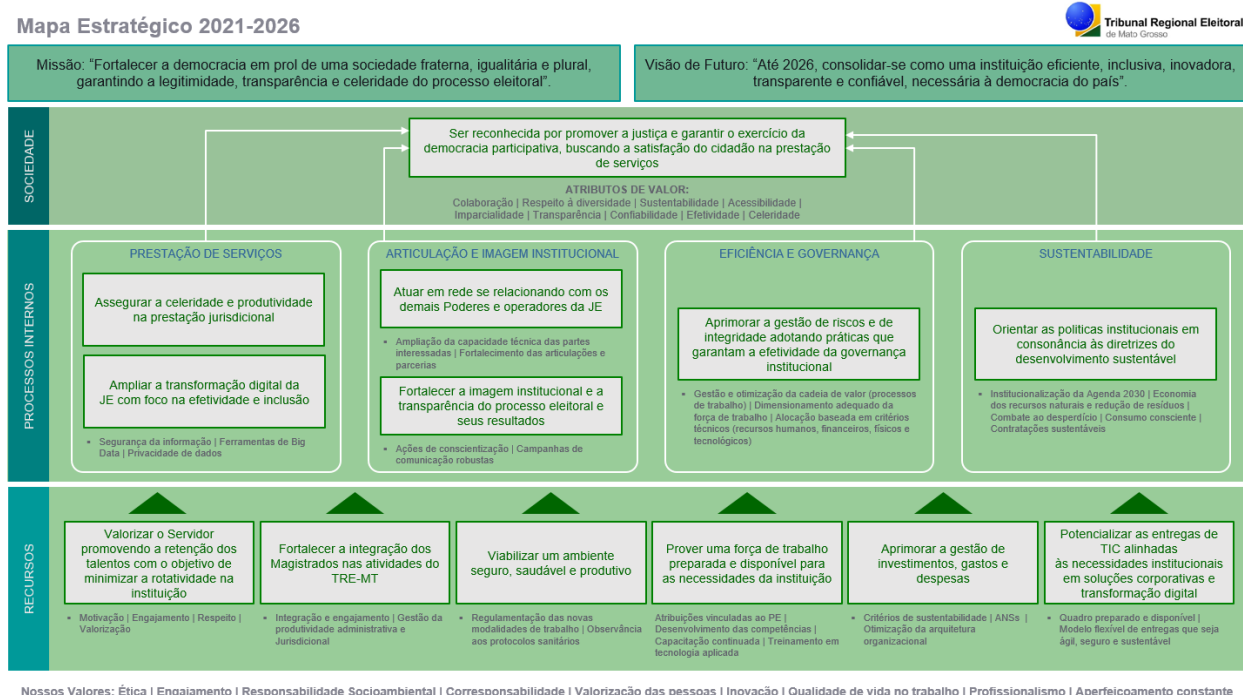 Mapa Estratégico 2021-2026
Tribunal Regional Eleitoral
de Mato Grosso
Missão: “Fortalecer a democracia em prol de uma sociedade fraterna, igualitária e plural,
garantindo a legitimidade, transparência e celeridade do processo eleitoral”.
Visão de Futuro: “Até 2026, consolidar-se como uma instituição eficiente, inclusiva, inovadora,
transparente e confiável, necessária à democracia do país”.
SOCIEDADE
Ser reconhecida por promover a justiça e garantir o exercício da
democracia participativa, buscando a satisfação do cidadão na prestação
de serviços
ATRIBUTOS DE VALOR:
Colaboração | Respeito à diversidade | Sustentabilidade | Acessibilidade |
Imparcialidade | Transparência | Confiabilidade | Efetividade | Celeridade
PROCESSOS INTERNOS
PRESTAÇÃO DE SERVIÇOS
Assegurar a celeridade e produtividade
na prestação jurisdicional
Ampliar a transformação digital da
JE com foco na efetividade e inclusão
• Segurança da informação | Ferramentas de Big
Data | Privacidade de dados
ARTICULAÇÃO E IMAGEM INSTITUCIONAL
Atuar em rede se relacionando com os
demais Poderes e operadores da JE
• Ampliação da capacidade técnica das partes
interessadas | Fortalecimento das articulações e
parcerias
Fortalecer a imagem institucional e a
transparência do processo eleitoral e
seus resultados
• Ações de conscientização | Campanhas de
comunicação robustas
EFICIÊNCIA E GOVERNANÇA
Aprimorar a gestão de riscos e de
integridade adotando práticas que
garantam a efetividade da governança
institucional
• Gestão e otimização da cadeia de valor (processos
de trabalho) | Dimensionamento adequado da
força de trabalho | Alocação baseada em critérios
técnicos (recursos humanos, financeiros, físicos e
tecnológicos)
SUSTENTABILIDADE
Orientar as politicas institucionais em
consonância às diretrizes do
desenvolvimento sustentável
• Institucionalização da Agenda 2030 | Economia
dos recursos naturais e redução de resíduos |
Combate ao desperdício | Consumo consciente |
Contratações sustentáveis
RECURSOS
Valorizar o Servidor
promovendo a retenção dos
talentos com o objetivo de
minimizar a rotatividade na
instituição
• Motivação | Engajamento | Respeito |
Valorização
Fortalecer a integração dos
Magistrados nas atividades do
TRE-MT
• Integração e engajamento | Gestão da
produtividade administrativa e
Jurisdicional
Viabilizar um ambiente
seguro, saudável e produtivo
• Regulamentação das novas
modalidades de trabalho | Observância
aos protocolos sanitários
Prover uma força de trabalho
preparada e disponível para
as necessidades da instituição
Atribuições vinculadas ao PE |
Desenvolvimento das competências |
Capacitação continuada | Treinamento em
tecnologia aplicada
Aprimorar a gestão de
investimentos, gastos e
despesas
• Critérios de sustentabilidade | ANSs |
Otimização da arquitetura
organizacional
Potencializar as entregas de
TIC alinhadas
às necessidades institucionais
em soluções corporativas e
transformação digital
• Quadro preparado e disponível |
Modelo flexível de entregas que seja
ágil, seguro e sustentável
Nossos Valores: Ética | Engajamento | Responsabilidade Socioambiental | Corresponsabilidade | Valorização das pessoas | Inovação | Qualidade de vida no trabalho | Profissionalismo | Aperfeiçoamento constante